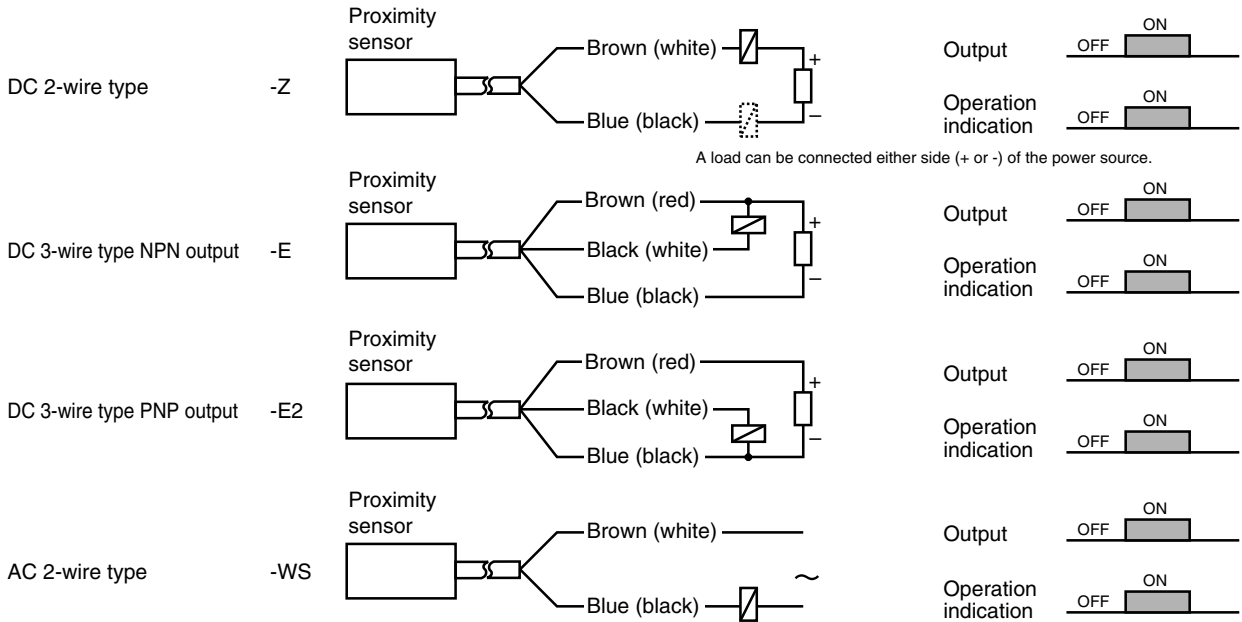 DC 2-wire type
-Z
Proximity
sensor
Brown (white)
Blue (black)
+
–
Output
OFF
ON
Operation
indication
OFF
ON
A load can be connected either side (+ or -) of the power source.
DC 3-wire type NPN output
-E
Proximity
sensor
Brown (red)
Black (white)
Blue (black)
+
–
Output
OFF
ON
Operation
indication
OFF
ON
DC 3-wire type PNP output
-E2
Proximity
sensor
Brown (red)
Black (white)
Blue (black)
+
–
Output
OFF
ON
Operation
indication
OFF
ON
AC 2-wire type
-WS
Proximity
sensor
Brown (white)
Blue (black)
~
Output
OFF
ON
Operation
indication
OFF
ON